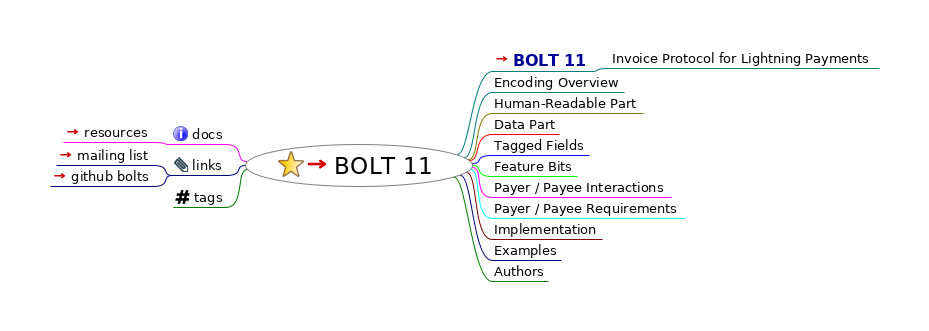 BOLT 11
docs
resources
links
mailing list
github bolts
# tags
BOLT 11
Invoice Protocol for Lightning Payments
Encoding Overview
Human-Readable Part
Data Part
Tagged Fields
Feature Bits
Payer / Payee Interactions
Payer / Payee Requirements
Implementation
Examples
Authors